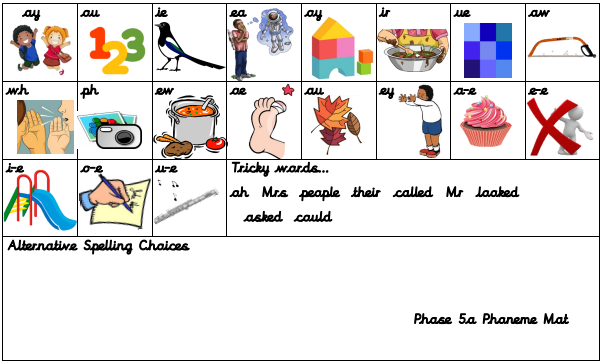 ay ou ie ea oy ir ue aw
wh ph ew oe au ey a-e e-e
i-e o-e u-e Tricky words...
oh Mrs people their called Mr looked
asked could
Alternative Spelling Choices
Phase 5a Phoneme Mat